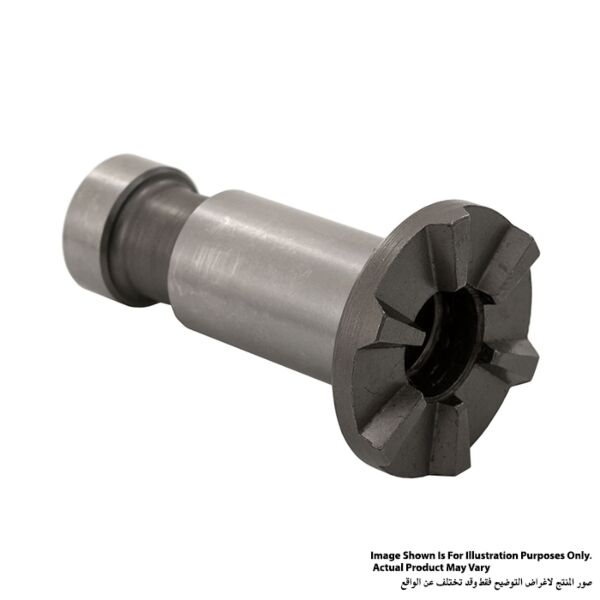 Image Shown Is For Illustration Purposes Only.
Actual Product May Vary
صور المنتج لاغراض التوضيح فقط وقد تختلف عن الواقع